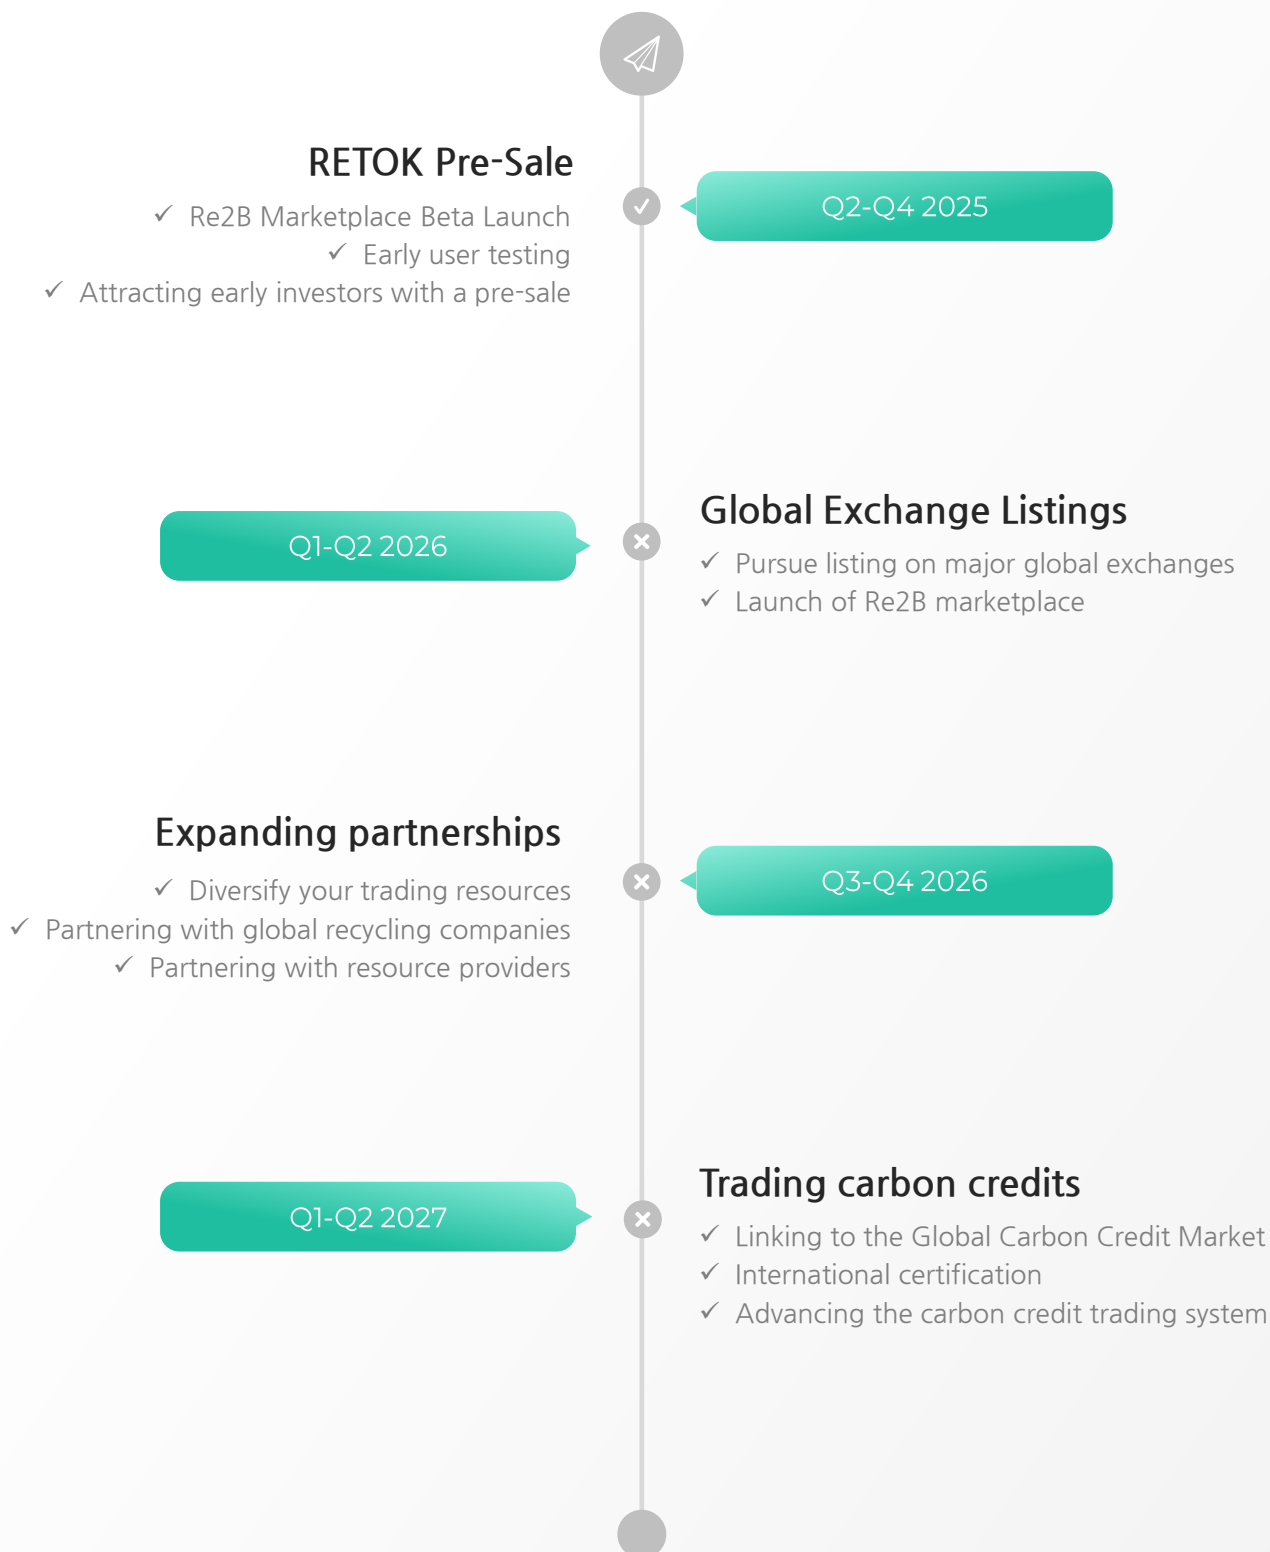 RETOK Pre-Sale
✓ Re2B Marketplace Beta Launch
✓ Early user testing
✓ Attracting early investors with a pre-sale
Q2-Q4 2025
Q1-Q2 2026
Global Exchange Listings
✓ Pursue listing on major global exchanges
✓ Launch of Re2B marketplace
Expanding partnerships
✓ Diversify your trading resources
✓ Partnering with global recycling companies
✓ Partnering with resource providers
Q3-Q4 2026
Q1-Q2 2027
Trading carbon credits
✓ Linking to the Global Carbon Credit Market
✓ International certification
✓ Advancing the carbon credit trading system